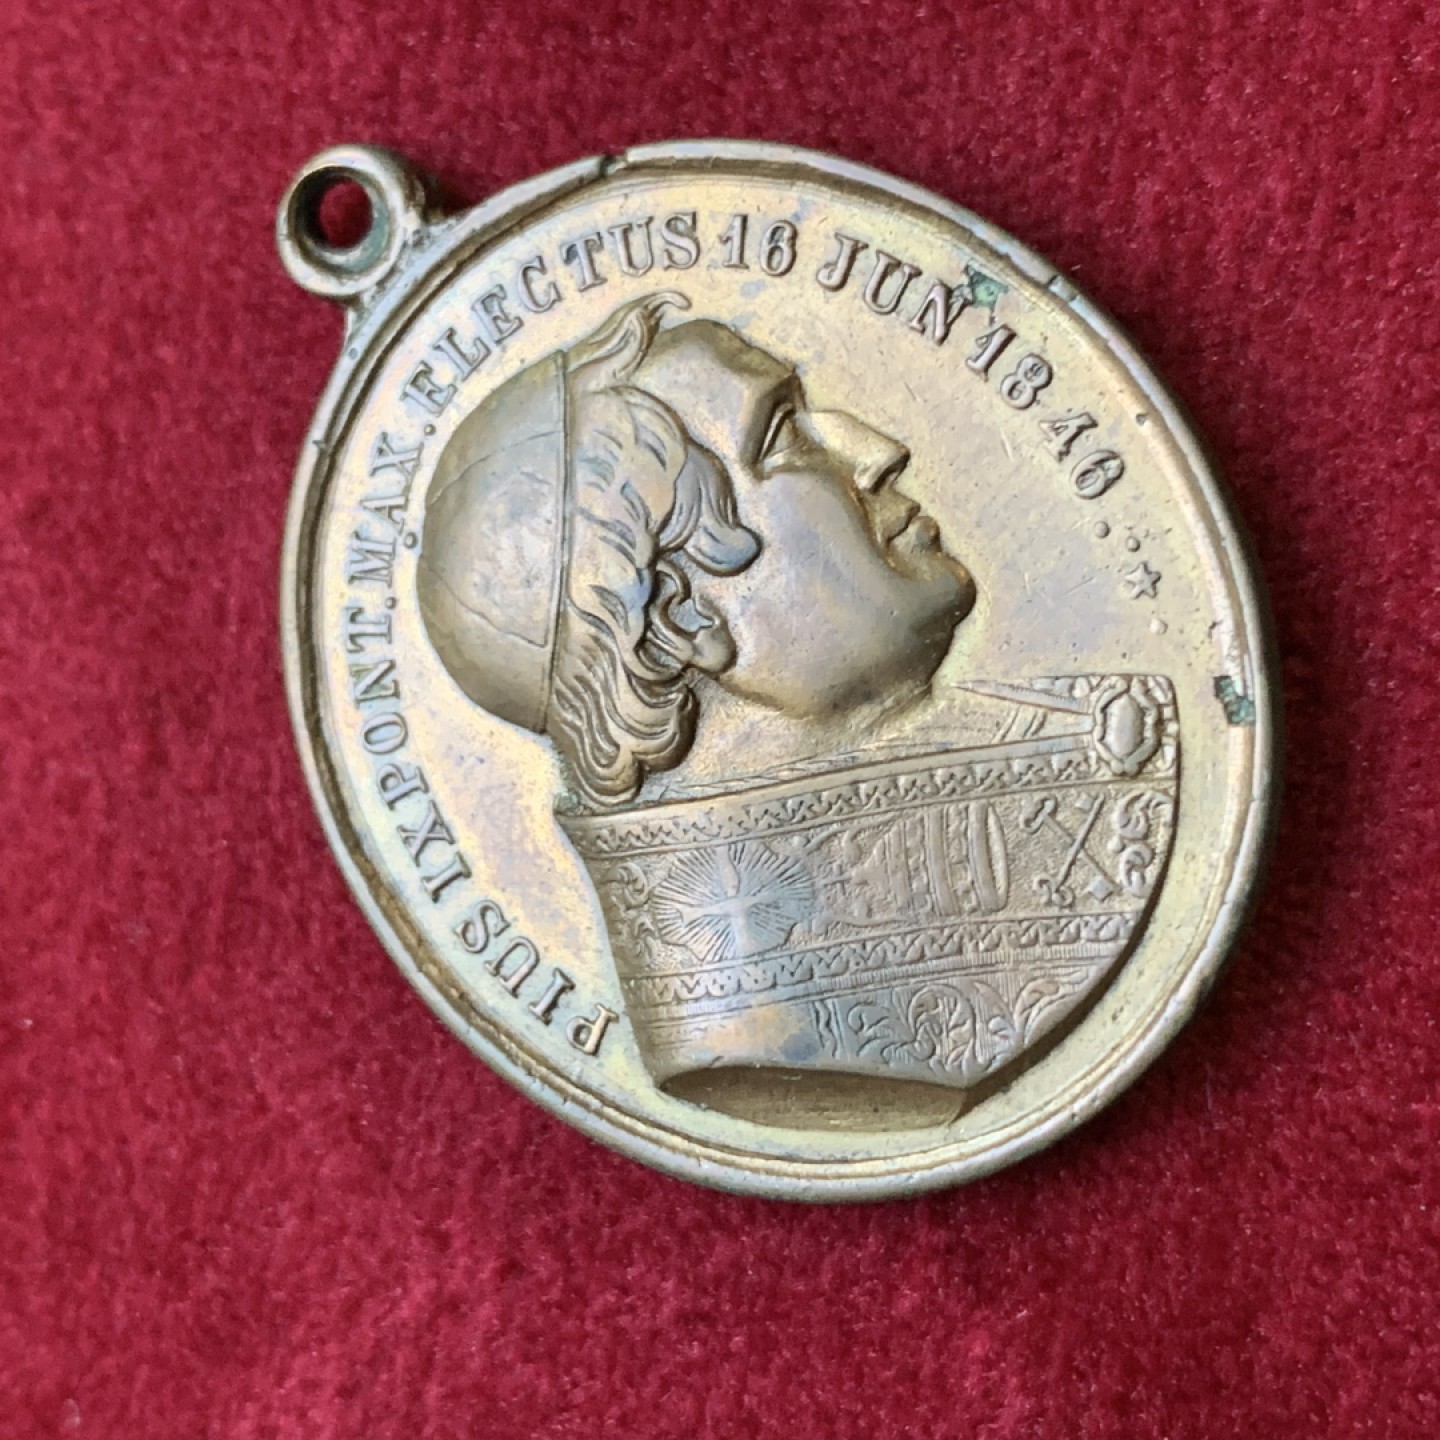 PIUS IX PONT. MAX. ELECTUS 16 JUN 1846.